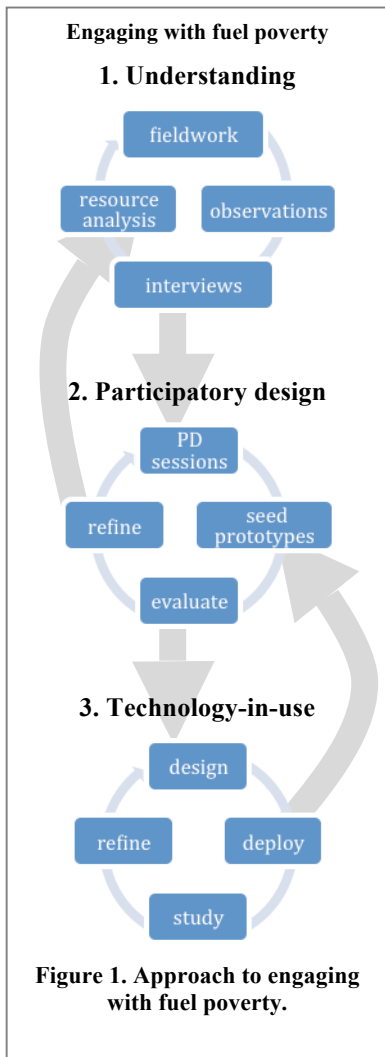 Engaging with fuel poverty
1. Understanding
fieldwork
resource
analysis
observations
interviews
2. Participatory design
PD
sessions
refine
seed
prototypes
evaluate
3. Technology-in-use
design
refine
deploy
study
Figure 1. Approach to engaging
with fuel poverty.